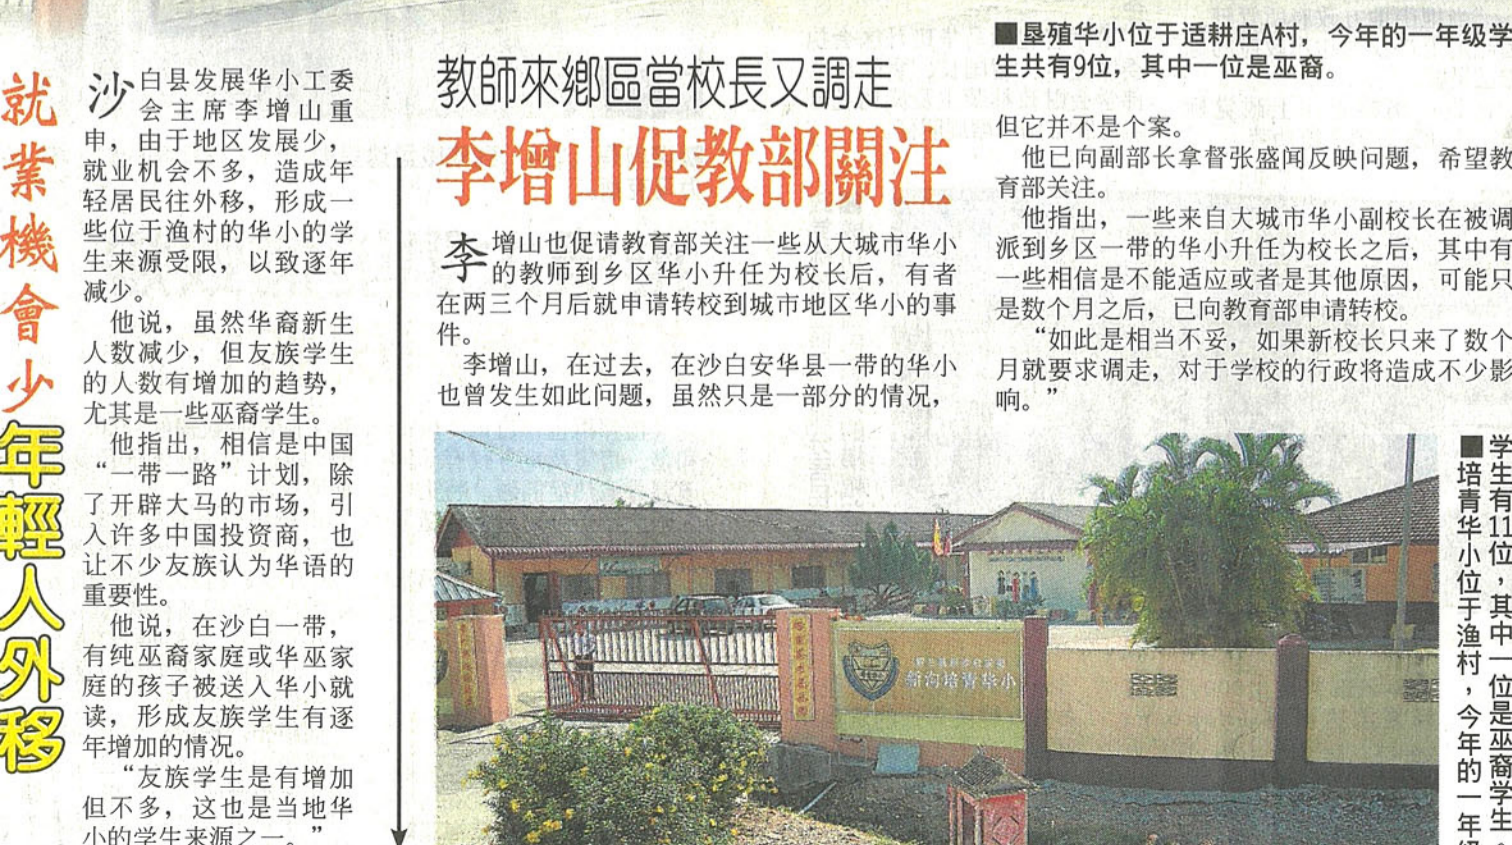 就業機會少年輕人外移
沙白县发展华小工委
会主席李增山重
申，由于地区发展少，
就业机会不多，造成年
轻居民往外移，形成一
些位于渔村的华小的学
生来源受限，以致逐年
减少。
他说，虽然华裔新生
人数减少，但友族学生
的人数有增加的趋势，
尤其是一些巫裔学生。
他指出，相信是中国
“一带一路”计划，除
了开辟大马的市场，引
入许多中国投资商，也
让不少友族认为华语的
重要性。
他说，在沙白一带，
有纯巫裔家庭或华巫家
庭的孩子被送入华小就
读，形成友族学生有逐
年增加的情况。
“友族学生是有增加
但不多，这也是当地华
小的学生来源之一。”
教師來鄉區當校長又調走
李增山促教部關注
李增山也促请教育部关注一些从大城市华小
的教师到乡区华小升任为校长后，有者
在两三个月后就申请转校到城市地区华小的事
件。
李增山，在过去，在沙白安华县一带的华小
也曾发生如此问题，虽然只是一部分的情况，
■垦殖华小位于适耕庄A村，今年的一年级学
生共有9位，其中一位是巫裔。
但它并不是个案。
他已向副部长拿督张盛闻反映问题，希望教
育部关注。
他指出，一些来自大城市华小副校长在被调
派到乡区一带的华小升任为校长之后，其中有
一些相信是不能适应或者是其他原因，可能只
是数个月之后，已向教育部申请转校。
“如此是相当不妥，如果新校长只来了数个
月就要求调走，对于学校的行政将造成不少影
响。”
新沟培青华小
■培青华小位于渔村，今年的一年级
学生有11位，其中一位是巫裔学生。